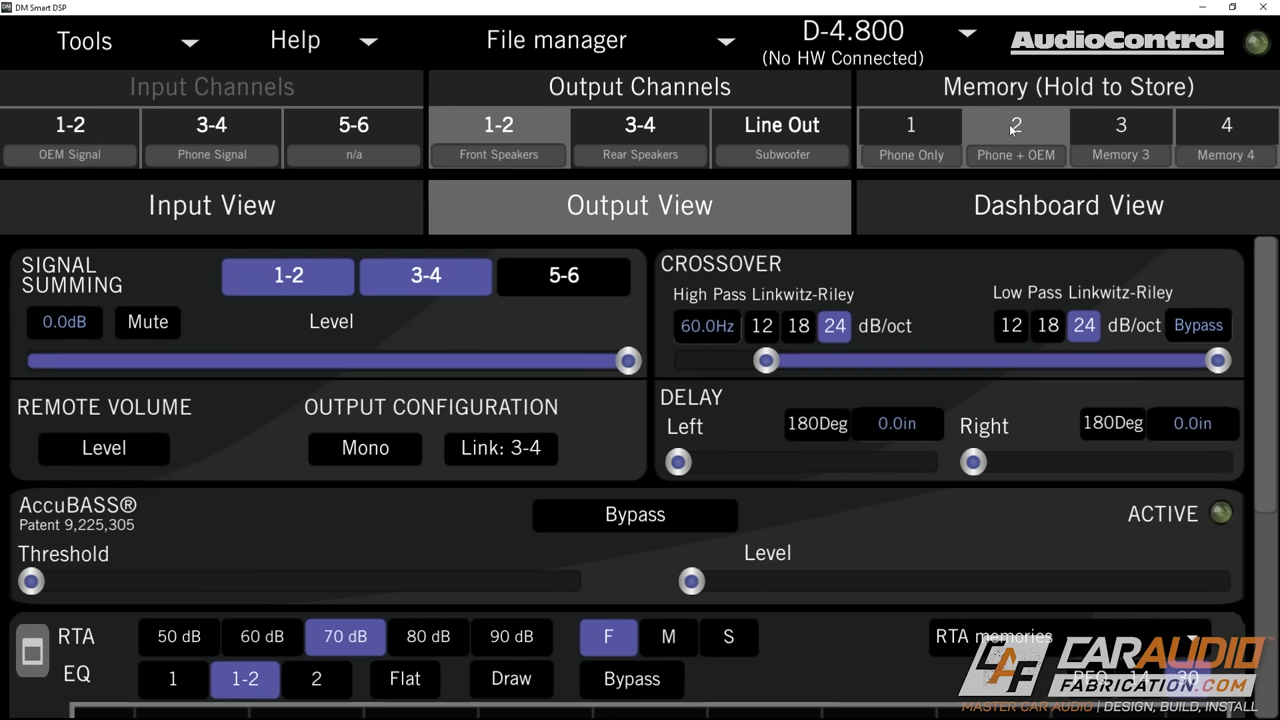 DM Smart DSP
Tools Help File manager D-4.800
(No HW Connected)
AudioControl
Input Channels Output Channels Memory (Hold to Store)
1-2 3-4 5-6 1-2 3-4 Line Out 1 2 3 4
OEM Signal Phone Signal n/a Front Speakers Rear Speakers Subwoofer Phone Only Phone + OEM Memory 3 Memory 4
Input View Output View Dashboard View
SIGNAL
SUMMING
1-2 3-4 5-6
0.0dB Mute Level
CROSSOVER
High Pass Linkwitz-Riley Low Pass Linkwitz-Riley
60.0Hz 12 18 24 dB/oct 12 18 24 dB/oct Bypass
REMOTE VOLUME OUTPUT CONFIGURATION
Level Mono Link: 3-4
DELAY
Left 180Deg 0.0in Right 180Deg 0.0in
AccuBASS®
Patent 9,225,305
Bypass ACTIVE
Threshold Level
RTA 50 dB 60 dB 70 dB 80 dB 90 dB F M S RTA memories
EQ 1 1-2 2 Flat Draw Bypass PEQ 14 30
CAF CARAUDIO
FABRICATION.COM
MASTER CAR AUDIO | DESIGN, BUILD, INSTALL